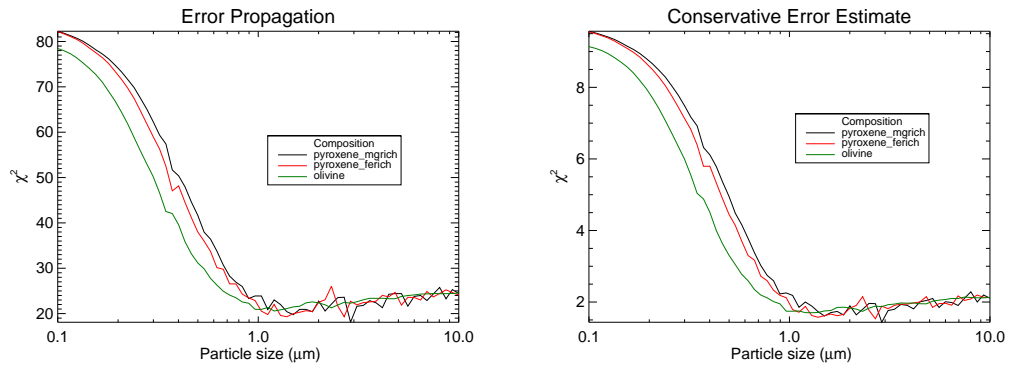 Error Propagation
80
70
60
50
40
30
20
χ²
0.1
1.0
10.0
Particle size (μm)
Composition
pyroxene_mgrich
pyroxene_ferich
olivine
Conservative Error Estimate
8
6
4
2
χ²
0.1
1.0
10.0
Particle size (μm)
Composition
pyroxene_mgrich
pyroxene_ferich
olivine